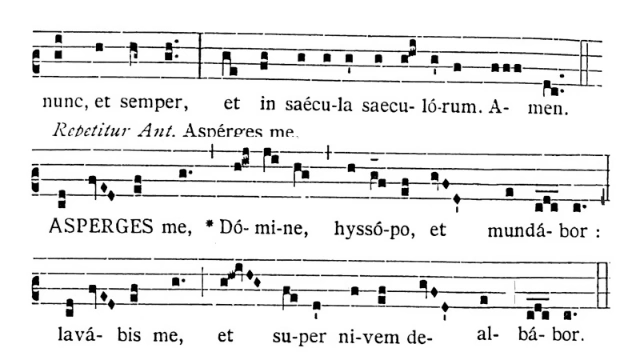 nunc, et semper, et in saécu-la saecu- ló-rum. A- men.
Repetitur Ant. Aspérges me.
ASPERGES me, * Dó- mi-ne, hyssó-po, et mundá- bor :
lavá- bis me, et su-per ni-vem de- al- bá- bor.